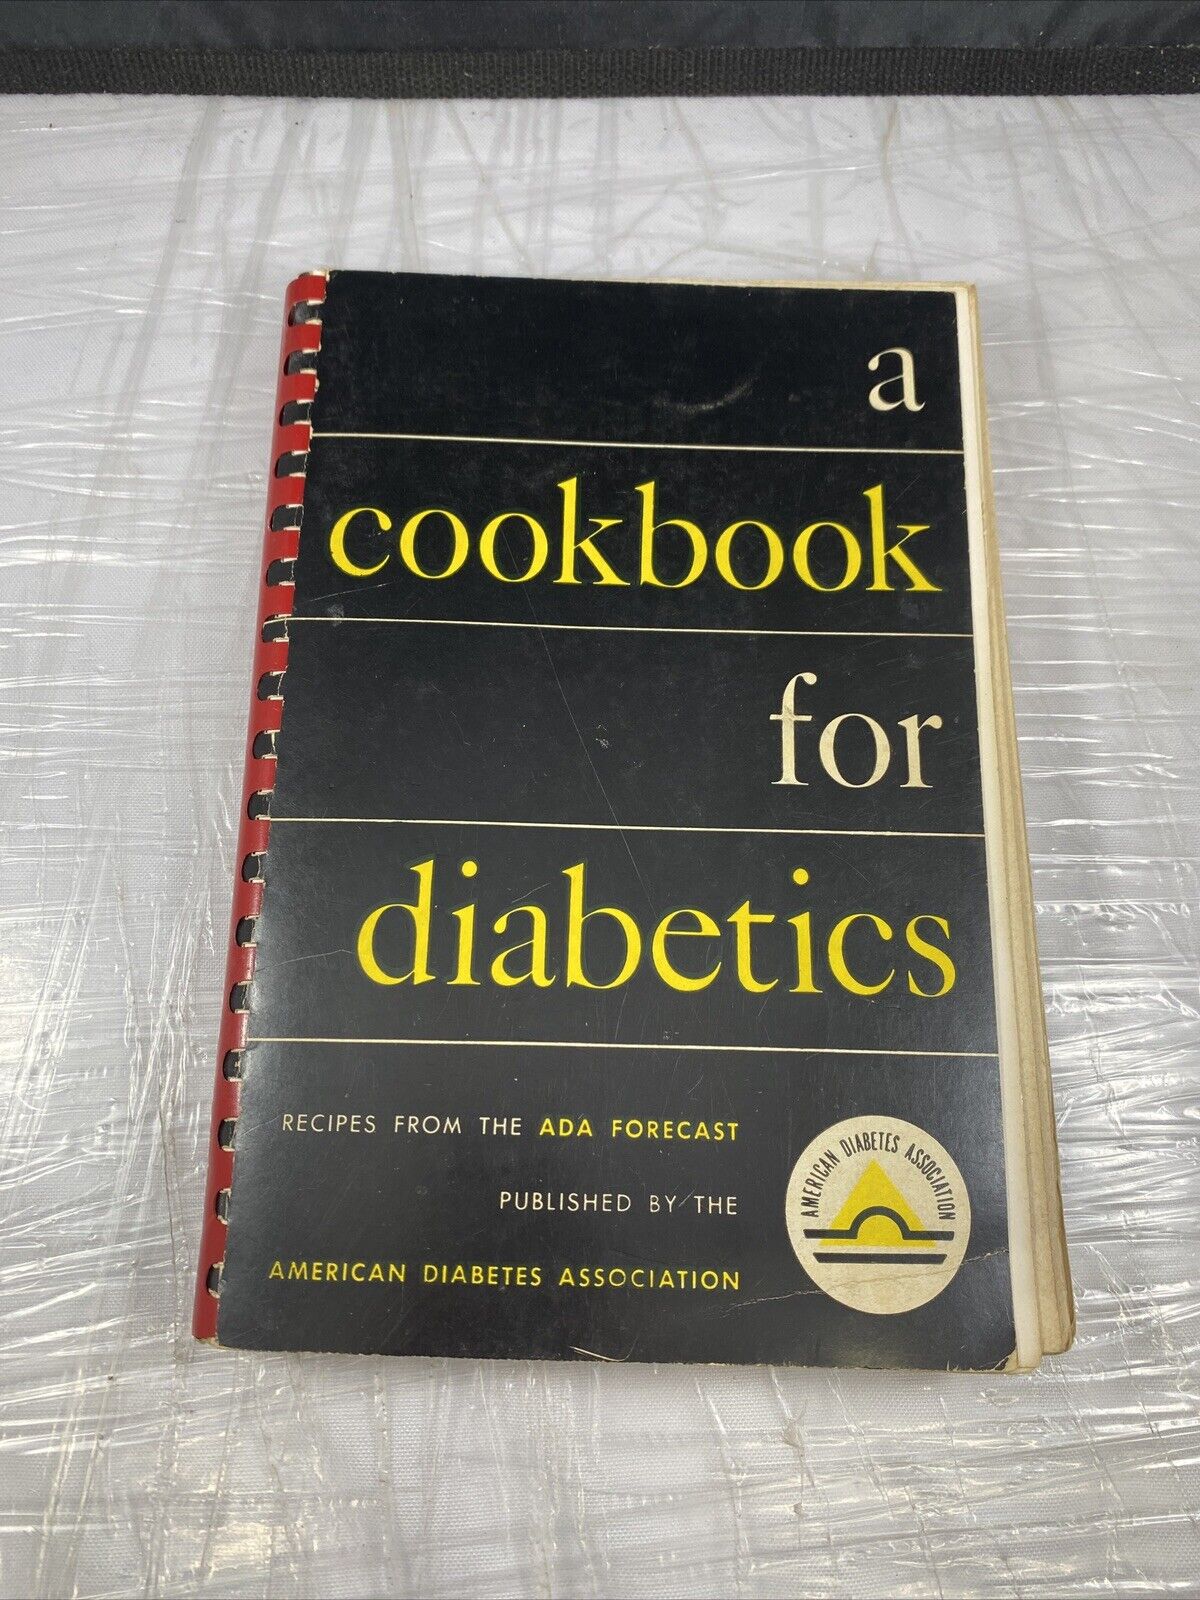 a
cookbook
for
diabetics
RECIPES FROM THE ADA FORECAST
PUBLISHED BY THE
AMERICAN DIABETES ASSOCIATION
AMERICAN DIABETES ASSOCIATION